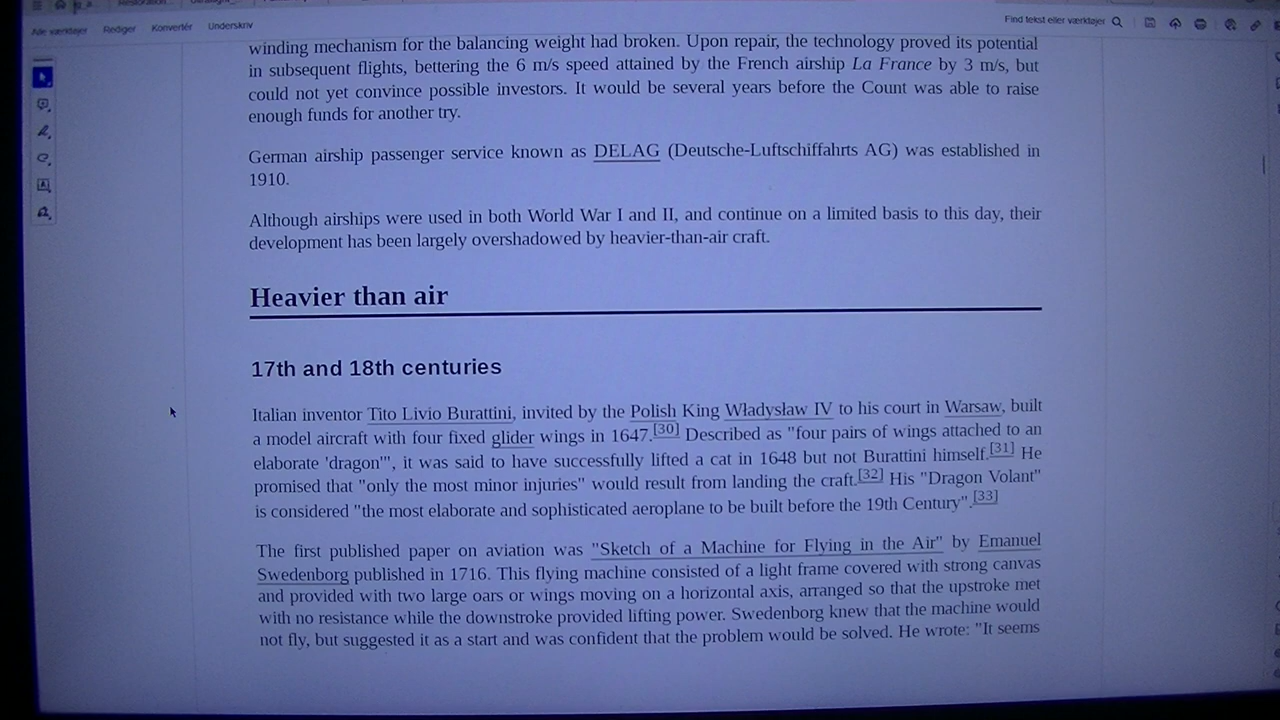 Alle værktøjer Rediger Konvertér Underskriv Find tekst eller værktøjer
winding mechanism for the balancing weight had broken. Upon repair, the technology proved its potential
in subsequent flights, bettering the 6 m/s speed attained by the French airship La France by 3 m/s, but
could not yet convince possible investors. It would be several years before the Count was able to raise
enough funds for another try.
German airship passenger service known as DELAG (Deutsche-Luftschiffahrts AG) was established in
1910.
Although airships were used in both World War I and II, and continue on a limited basis to this day, their
development has been largely overshadowed by heavier-than-air craft.
Heavier than air
17th and 18th centuries
Italian inventor Tito Livio Burattini, invited by the Polish King Władysław IV to his court in Warsaw, built
a model aircraft with four fixed glider wings in 1647.[30] Described as "four pairs of wings attached to an
elaborate 'dragon'", it was said to have successfully lifted a cat in 1648 but not Burattini himself.[31] He
promised that "only the most minor injuries" would result from landing the craft.[32] His "Dragon Volant"
is considered "the most elaborate and sophisticated aeroplane to be built before the 19th Century".[33]
The first published paper on aviation was "Sketch of a Machine for Flying in the Air" by Emanuel
Swedenborg published in 1716. This flying machine consisted of a light frame covered with strong canvas
and provided with two large oars or wings moving on a horizontal axis, arranged so that the upstroke met
with no resistance while the downstroke provided lifting power. Swedenborg knew that the machine would
not fly, but suggested it as a start and was confident that the problem would be solved. He wrote: "It seems